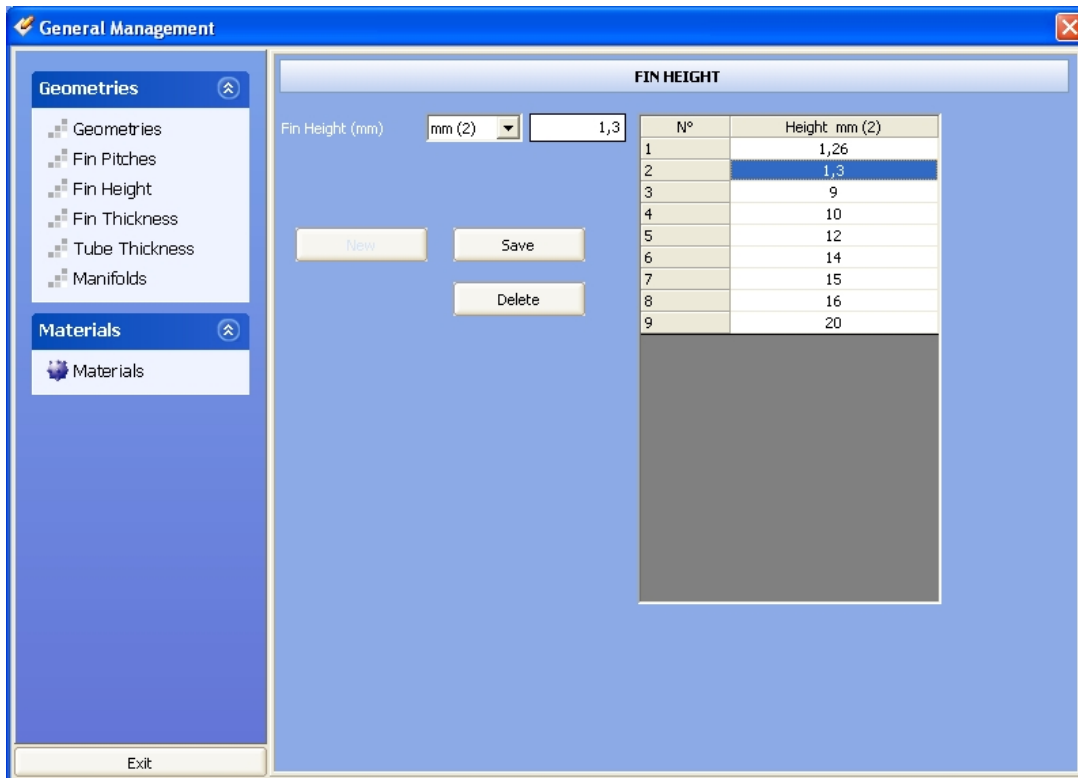 General Management
Geometries
Geometries
Fin Pitches
Fin Height
Fin Thickness
Tube Thickness
Manifolds
Materials
Materials
Exit
FIN HEIGHT
Fin Height (mm) mm (2) 1,3
New Save
Delete
N° Height mm (2)
1 1,26
2 1,3
3 9
4 10
5 12
6 14
7 15
8 16
9 20